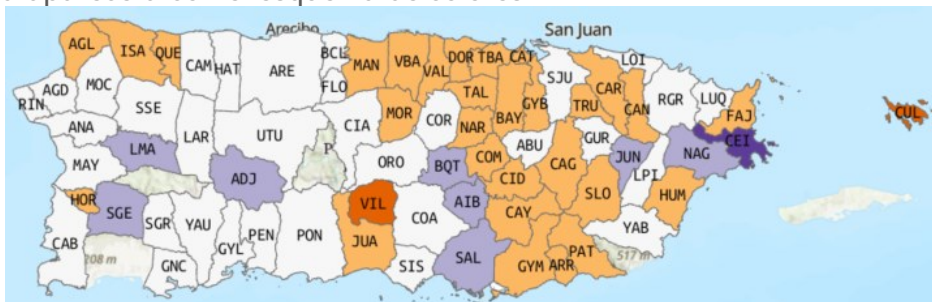 Arecibo San Juan
AGL ISA QUE CAM HAT ARE BCL MAN VBA VAL DOR TBA CAT SJU LOI
AGD MOC FLO TAL GYB CAR CAN RGR LUQ CUL
RIN SSE MOR BAY TRU FAJ
ANA LAR UTU CIA COR NAR ABU GUR CEI
MAY LMA P ORO BQT COM CAG JUN NAG
ADJ CID LPI
HOR SGE VIL AIB SLO HUM
SGR YAU COA CAY YAB
CAB GYL PEN PON JUA
208 m GNC SIS SAL GYM ARR PAT 517 m